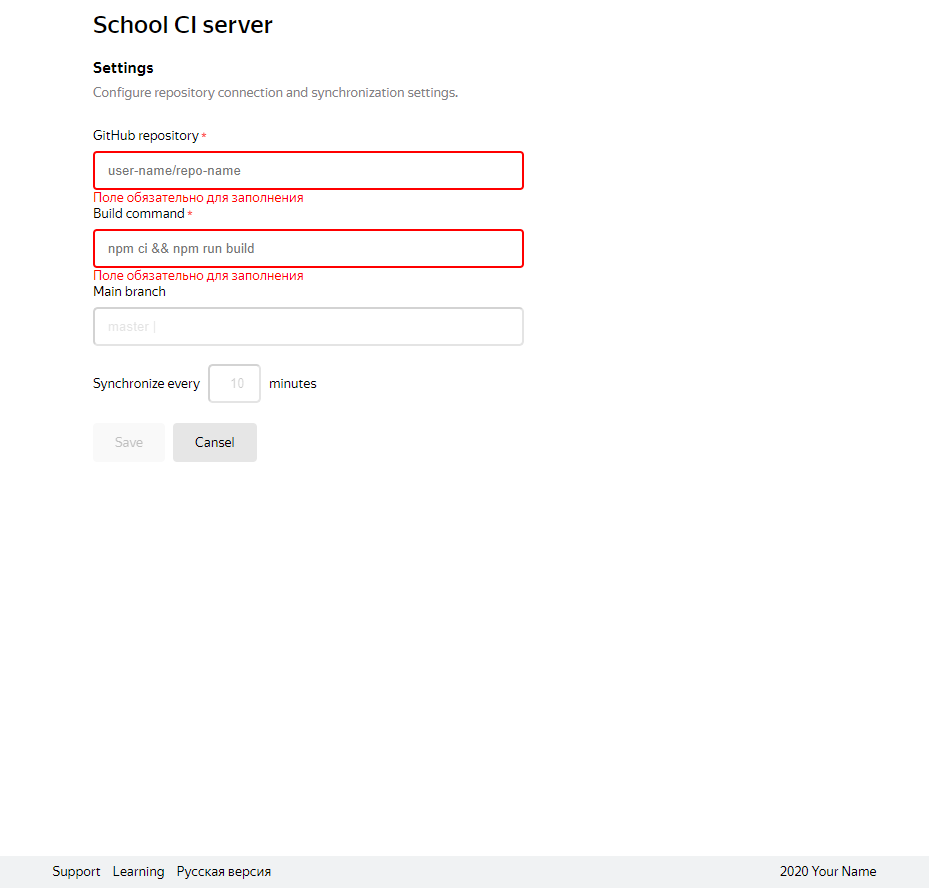 School CI server
Settings
Configure repository connection and synchronization settings.
GitHub repository *
user-name/repo-name
Поле обязательно для заполнения
Build command *
npm ci && npm run build
Поле обязательно для заполнения
Main branch
master |
Synchronize every 10 minutes
Save Cansel
Support Learning Русская версия 2020 Your Name